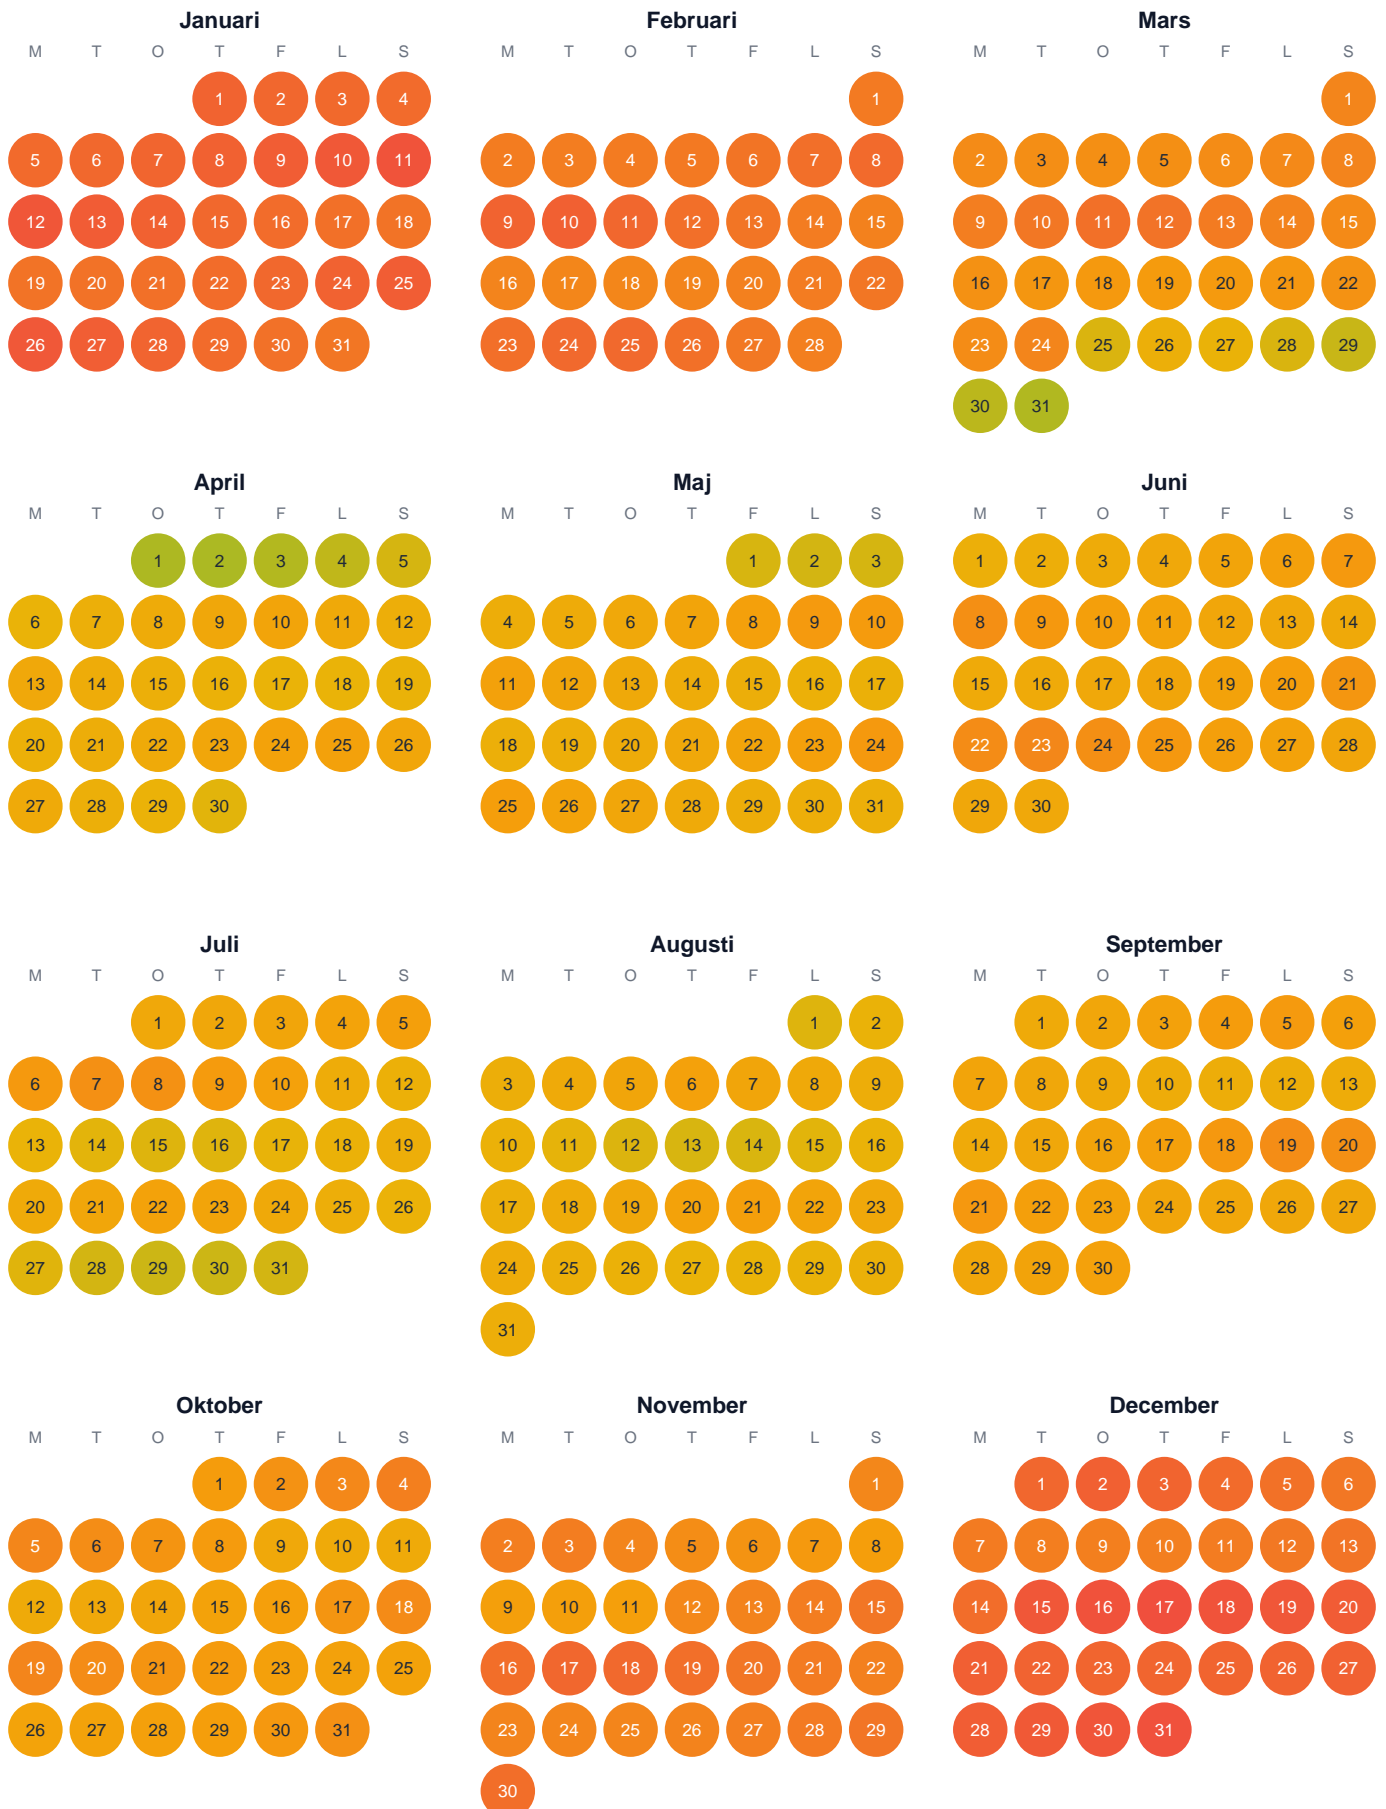 Januari
M T O T F L S
1 2 3 4
5 6 7 8 9 10 11
12 13 14 15 16 17 18
19 20 21 22 23 24 25
26 27 28 29 30 31
Februari
M T O T F L S
1
2 3 4 5 6 7 8
9 10 11 12 13 14 15
16 17 18 19 20 21 22
23 24 25 26 27 28
Mars
M T O T F L S
1
2 3 4 5 6 7 8
9 10 11 12 13 14 15
16 17 18 19 20 21 22
23 24 25 26 27 28 29
30 31
April
M T O T F L S
1 2 3 4 5
6 7 8 9 10 11 12
13 14 15 16 17 18 19
20 21 22 23 24 25 26
27 28 29 30
Maj
M T O T F L S
1 2 3
4 5 6 7 8 9 10
11 12 13 14 15 16 17
18 19 20 21 22 23 24
25 26 27 28 29 30 31
Juni
M T O T F L S
1 2 3 4 5 6 7
8 9 10 11 12 13 14
15 16 17 18 19 20 21
22 23 24 25 26 27 28
29 30
Juli
M T O T F L S
1 2 3 4 5
6 7 8 9 10 11 12
13 14 15 16 17 18 19
20 21 22 23 24 25 26
27 28 29 30 31
Augusti
M T O T F L S
1 2
3 4 5 6 7 8 9
10 11 12 13 14 15 16
17 18 19 20 21 22 23
24 25 26 27 28 29 30
31
September
M T O T F L S
1 2 3 4 5 6
7 8 9 10 11 12 13
14 15 16 17 18 19 20
21 22 23 24 25 26 27
28 29 30
Oktober
M T O T F L S
1 2 3 4
5 6 7 8 9 10 11
12 13 14 15 16 17 18
19 20 21 22 23 24 25
26 27 28 29 30 31
November
M T O T F L S
1
2 3 4 5 6 7 8
9 10 11 12 13 14 15
16 17 18 19 20 21 22
23 24 25 26 27 28 29
30
December
M T O T F L S
1 2 3 4 5 6
7 8 9 10 11 12 13
14 15 16 17 18 19 20
21 22 23 24 25 26 27
28 29 30 31